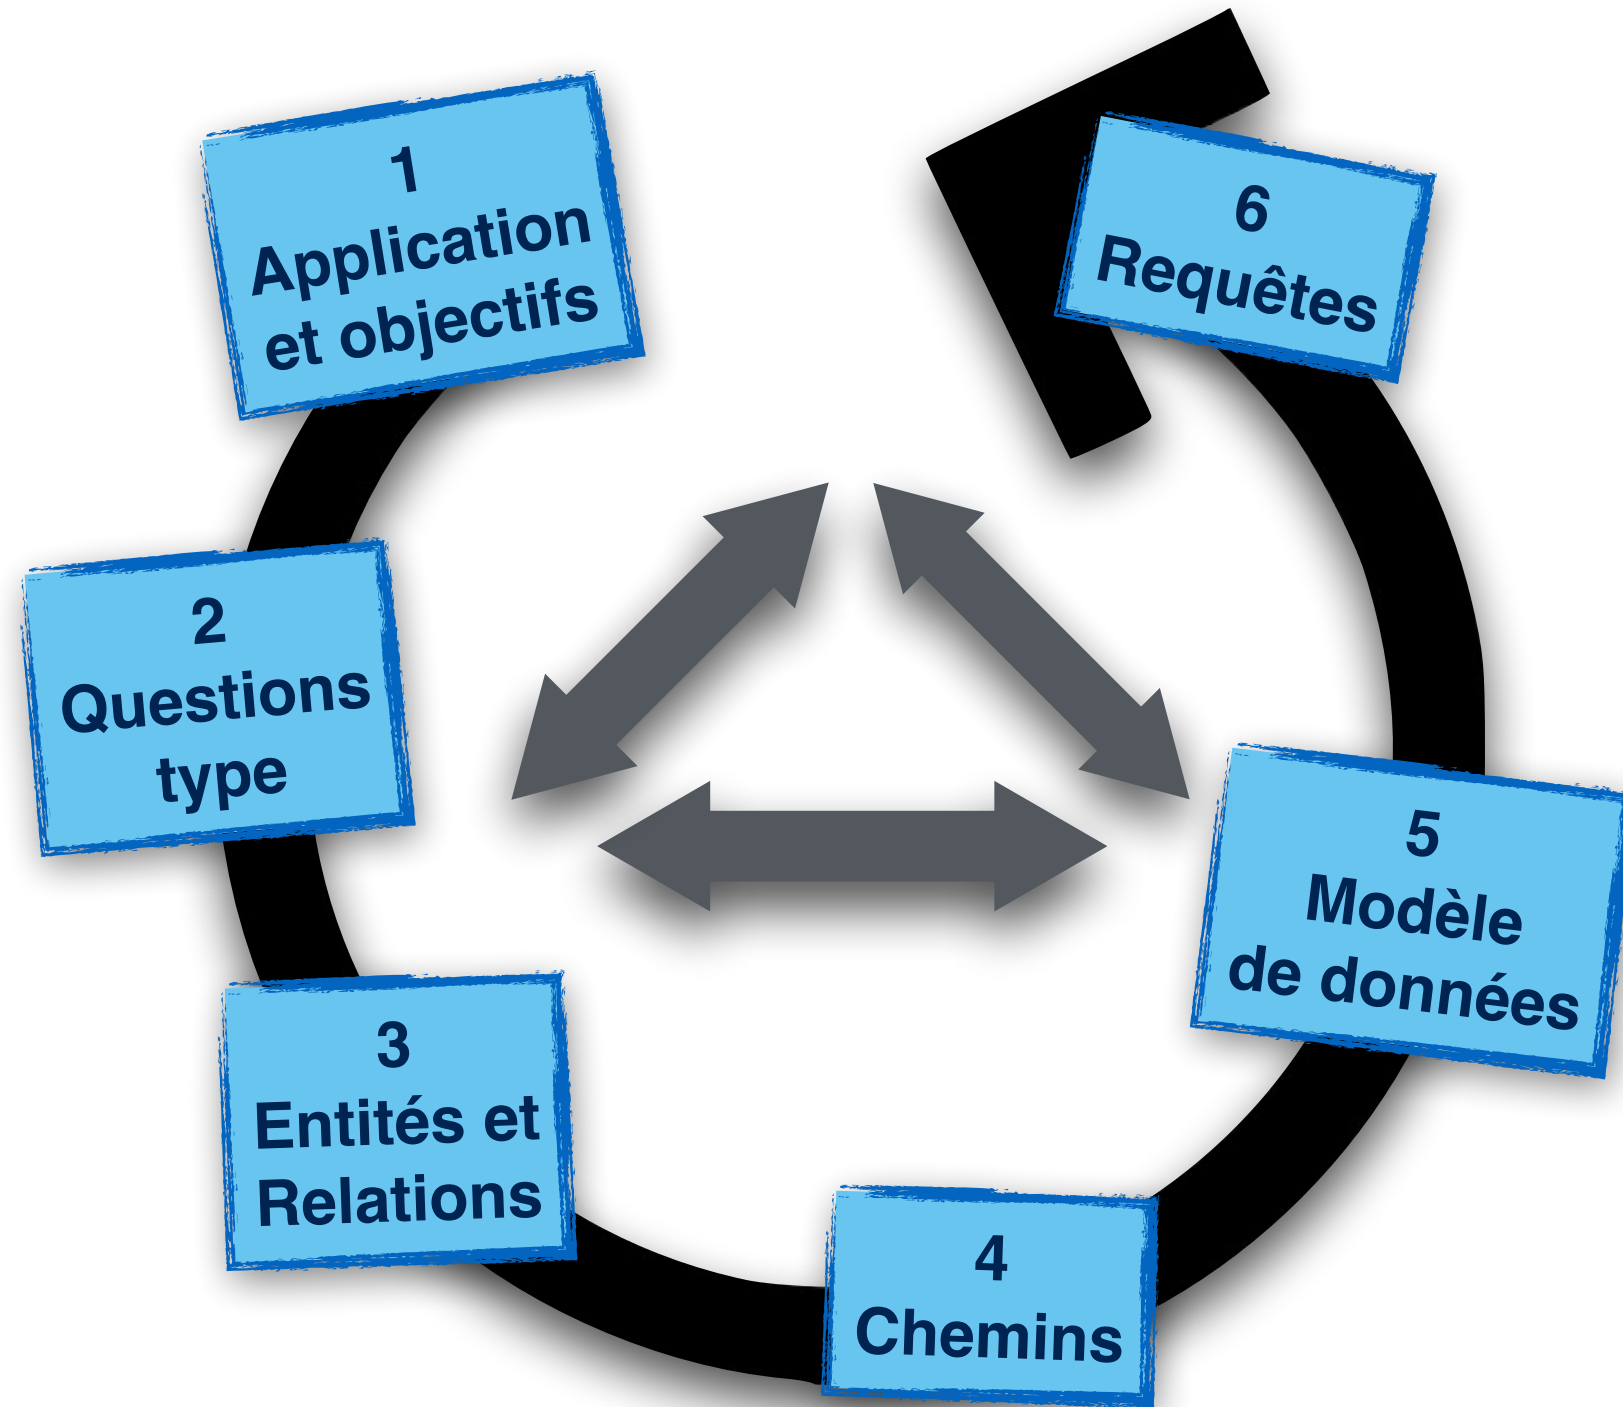 1
Application
et objectifs
2
Questions
type
3
Entités et
Relations
4
Chemins
5
Modèle
de données
6
Requêtes